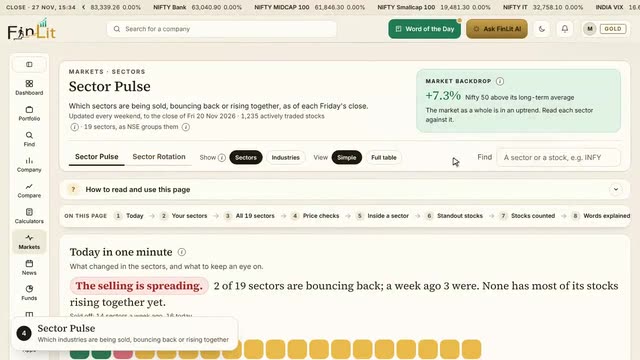 CLOSE · 27 NOV, 15:34 83,339.26 0.00% NIFTY Bank 63,040.90 0.00% NIFTY MIDCAP 100 61,246.30 0.00% NIFTY Smallcap 100 19,481.30 0.00% NIFTY IT 32,758.10 0.00% INDIA VIX
FinLit
Search for a company
Word of the Day
Ask FinLit AI
M GOLD
Dashboard
Portfolio
Find
Company
Compare
Calculators
Markets
News
Funds
MARKETS · SECTORS
Sector Pulse
Which sectors are being sold, bouncing back or rising together, as of each Friday's close.
Updated every weekend, to the close of Fri 20 Nov 2026 · 1,235 actively traded stocks
· 19 sectors, as NSE groups them
MARKET BACKDROP
+7.3% Nifty 50 above its long-term average
The market as a whole is in an uptrend. Read each sector
against it.
Sector Pulse Sector Rotation Show Sectors Industries View Simple Full table
Find A sector or a stock, e.g. INFY
? How to read and use this page
ON THIS PAGE 1 Today → 2 Your sectors → 3 All 19 sectors → 4 Price checks → 5 Inside a sector → 6 Standout stocks → 7 Stocks counted → 8 Words explained
Today in one minute
What changed in the sectors, and what to keep an eye on.
The selling is spreading. 2 of 19 sectors are bouncing back; a week ago 3 were. None has most of its stocks
rising together yet.
4 Sector Pulse
Which industries are being sold, bouncing back or rising together